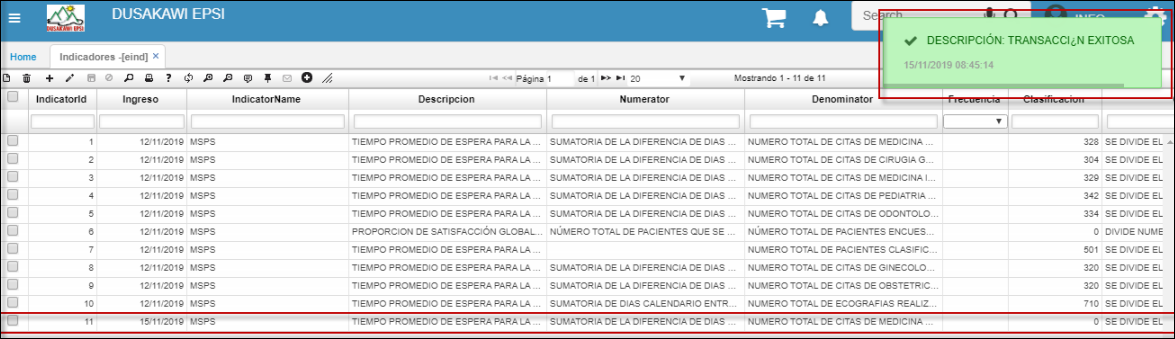 DUSAKAWI EPSI
DUSAKAWI EPSI
Search
INFO
DESCRIPCIÓN: TRANSACCI¿N EXITOSA
15/11/2019 08:45:14
Home Indicadores -[eind] ×
Página 1 de 1 20 Mostrando 1 - 11 de 11
IndicatorId Ingreso IndicatorName Descripcion Numerator Denominator Frecuencia Clasificacion
1 12/11/2019 MSPS TIEMPO PROMEDIO DE ESPERA PARA LA ... SUMATORIA DE LA DIFERENCIA DE DIAS ... NUMERO TOTAL DE CITAS DE MEDICINA ... 328 SE DIVIDE EL
2 12/11/2019 MSPS TIEMPO PROMEDIO DE ESPERA PARA LA ... SUMATORIA DE LA DIFERENCIA DE DIAS ... NUMERO TOTAL DE CITAS DE CIRUGIA G... 304 SE DIVIDE EL
3 12/11/2019 MSPS TIEMPO PROMEDIO DE ESPERA PARA LA ... SUMATORIA DE LA DIFERENCIA DE DIAS ... NUMERO TOTAL DE CITAS DE MEDICINA I... 329 SE DIVIDE EL
4 12/11/2019 MSPS TIEMPO PROMEDIO DE ESPERA PARA LA ... SUMATORIA DE LA DIFERENCIA DE DIAS ... NUMERO TOTAL DE CITAS DE PEDIATRIA ... 342 SE DIVIDE EL
5 12/11/2019 MSPS TIEMPO PROMEDIO DE ESPERA PARA LA ... SUMATORIA DE LA DIFERENCIA DE DIAS ... NUMERO TOTAL DE CITAS DE ODONTOLO... 334 SE DIVIDE EL
6 12/11/2019 MSPS PROPORCION DE SATISFACCIÓN GLOBAL... NÚMERO TOTAL DE PACIENTES QUE SE ... NÚMERO TOTAL DE PACIENTES ENCUES... 0 DIVIDE NUME
7 12/11/2019 MSPS TIEMPO PROMEDIO DE ESPERA PARA LA ... NUMERO TOTAL DE PACIENTES CLASIFIC... 501 SE DIVIDE EL
8 12/11/2019 MSPS TIEMPO PROMEDIO DE ESPERA PARA LA ... SUMATORIA DE LA DIFERENCIA DE DIAS ... NUMERO TOTAL DE CITAS DE GINECOLO... 320 SE DIVIDE EL
9 12/11/2019 MSPS TIEMPO PROMEDIO DE ESPERA PARA LA ... SUMATORIA DE LA DIFERENCIA DE DIAS ... NUMERO TOTAL DE CITAS DE OBSTETRIC... 320 SE DIVIDE EL
10 12/11/2019 MSPS TIEMPO PROMEDIO DE ESPERA PARA LA ... SUMATORIA DE DIAS CALENDARIO ENTR... NUMERO TOTAL DE ECOGRAFIAS REALIZ... 710 SE DIVIDE EL
11 15/11/2019 MSPS TIEMPO PROMEDIO DE ESPERA PARA LA ... SUMATORIA DE LA DIFERENCIA DE DIAS ... NUMERO TOTAL DE CITAS DE MEDICINA ... 0 SE DIVIDE EL